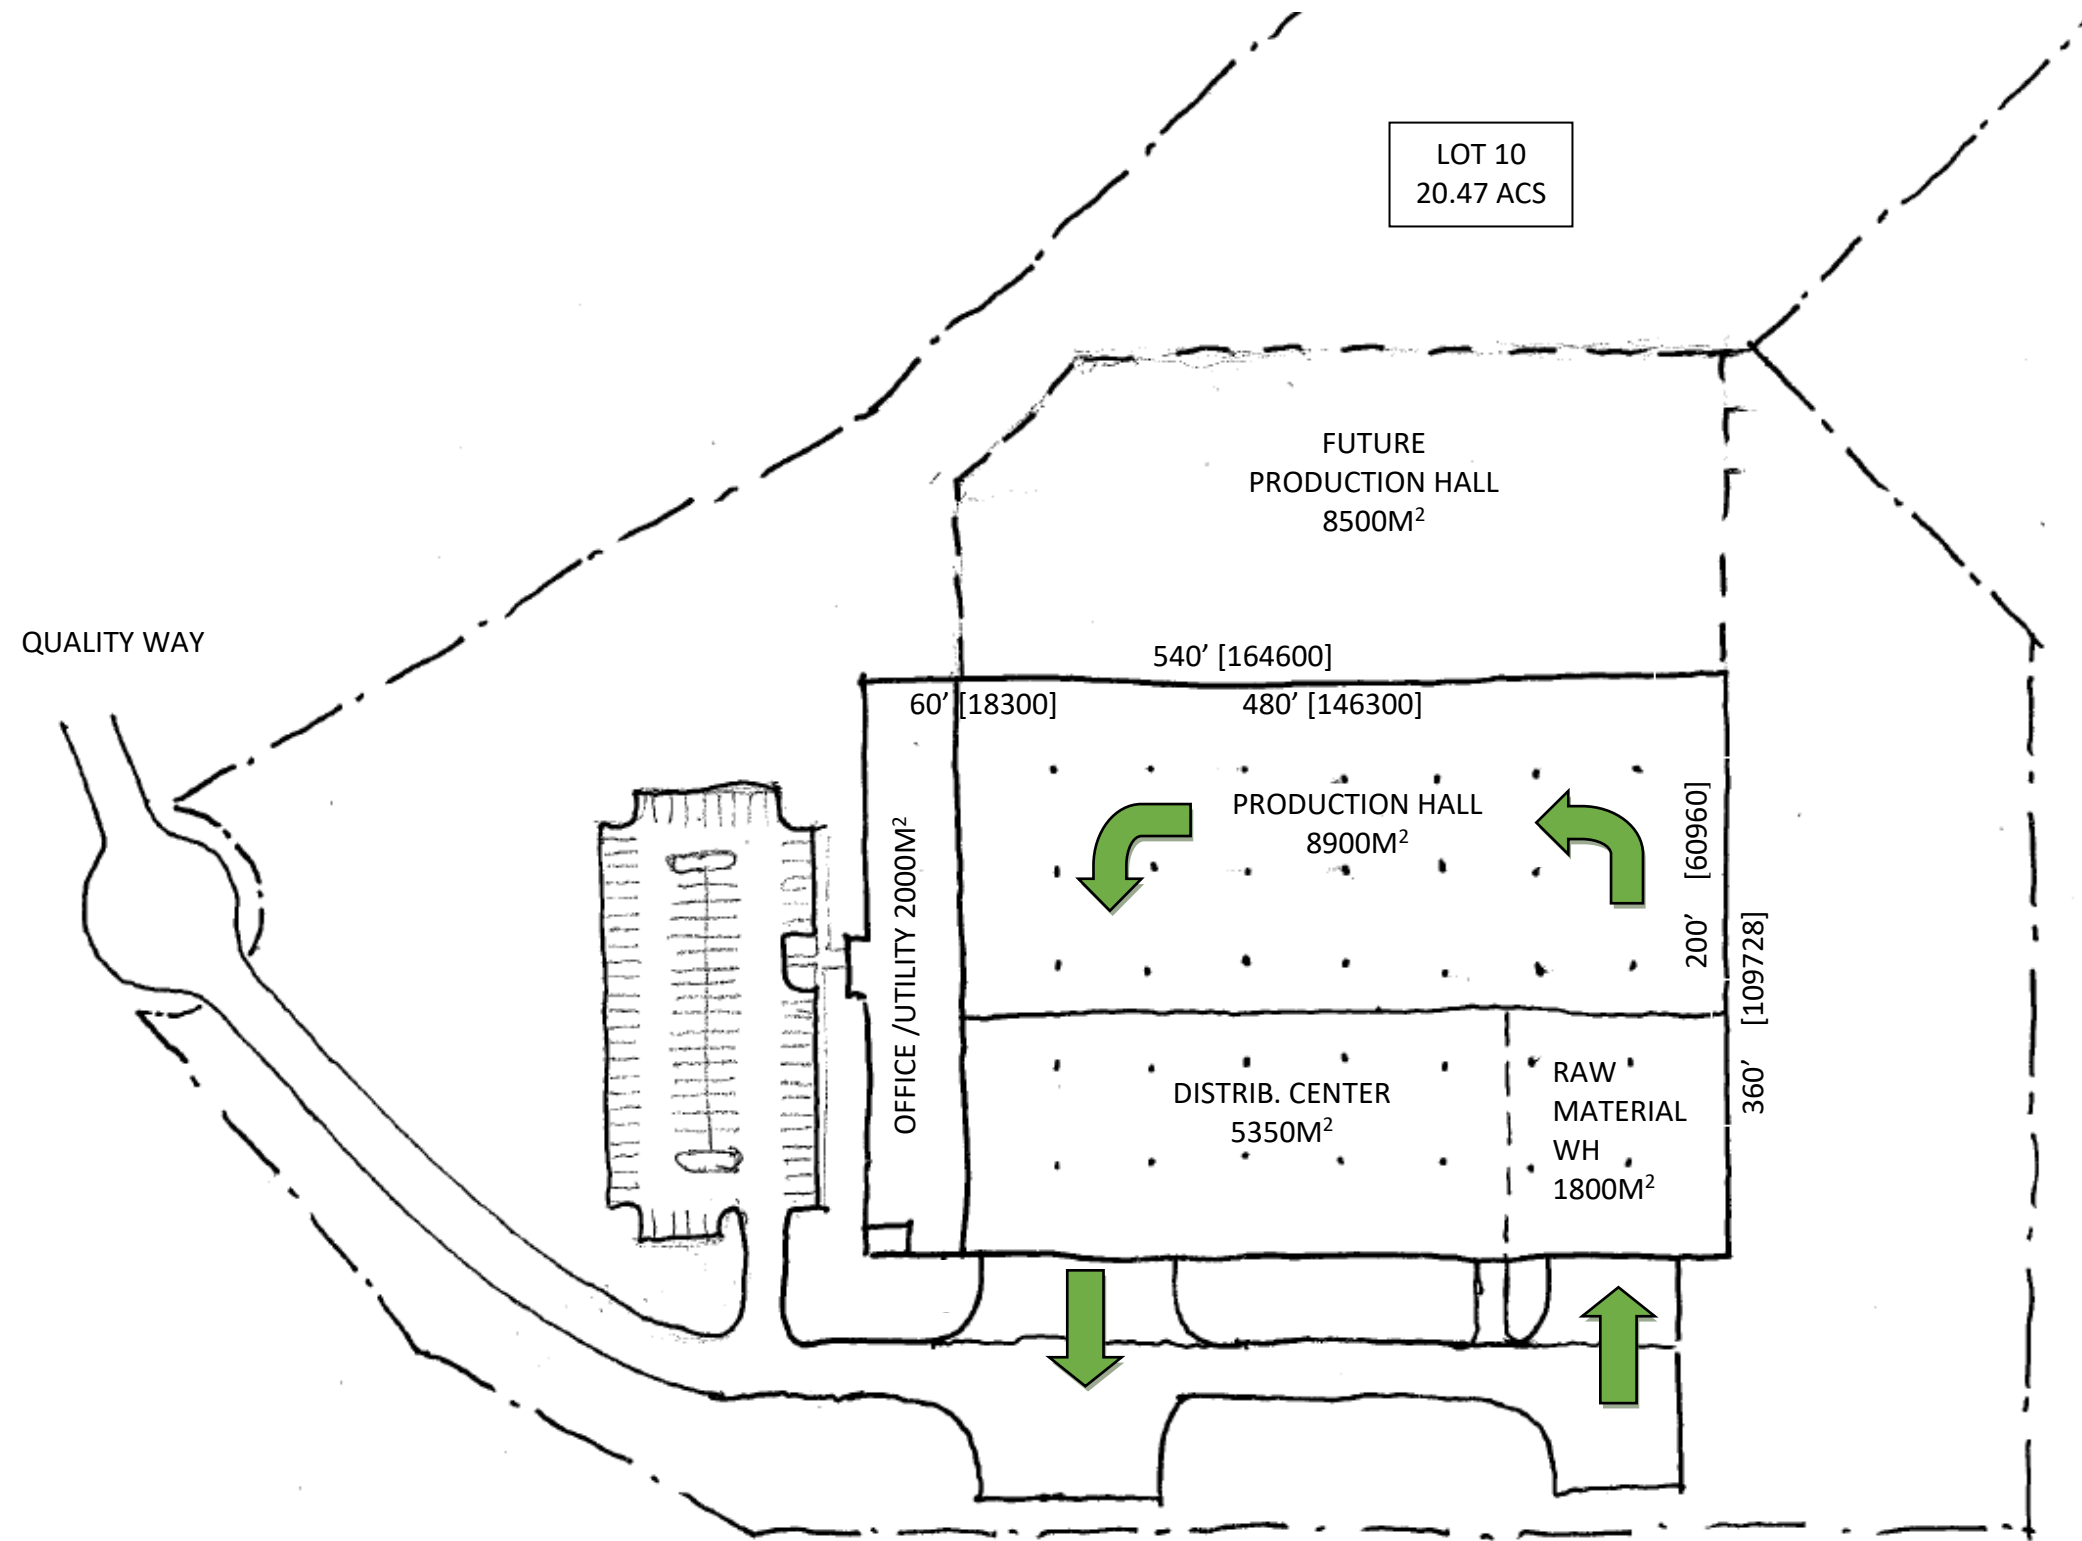 LOT 10
20.47 ACS
FUTURE
PRODUCTION HALL
8500M²
QUALITY WAY
540’ [164600]
60’ [18300]
480’ [146300]
PRODUCTION HALL
8900M²
200’ [60960]
360’ [109728]
OFFICE /UTILITY 2000M²
DISTRIB. CENTER
5350M²
RAW
MATERIAL
WH
1800M²